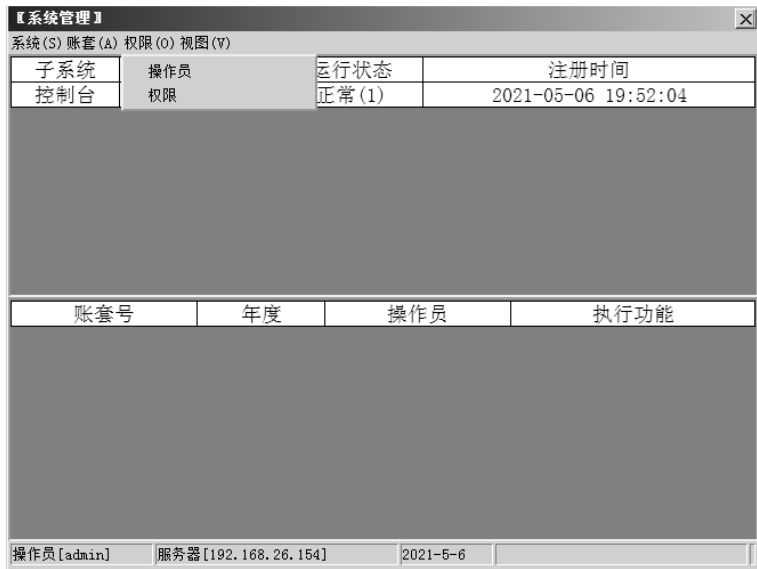 〖系统管理〗
系统(S) 账套(A) 权限(O) 视图(V)
子系统 运行状态 注册时间
控制台 正常(1) 2021-05-06 19:52:04
操作员
权限
账套号 年度 操作员 执行功能
操作员[admin] 服务器[192.168.26.154] 2021-5-6